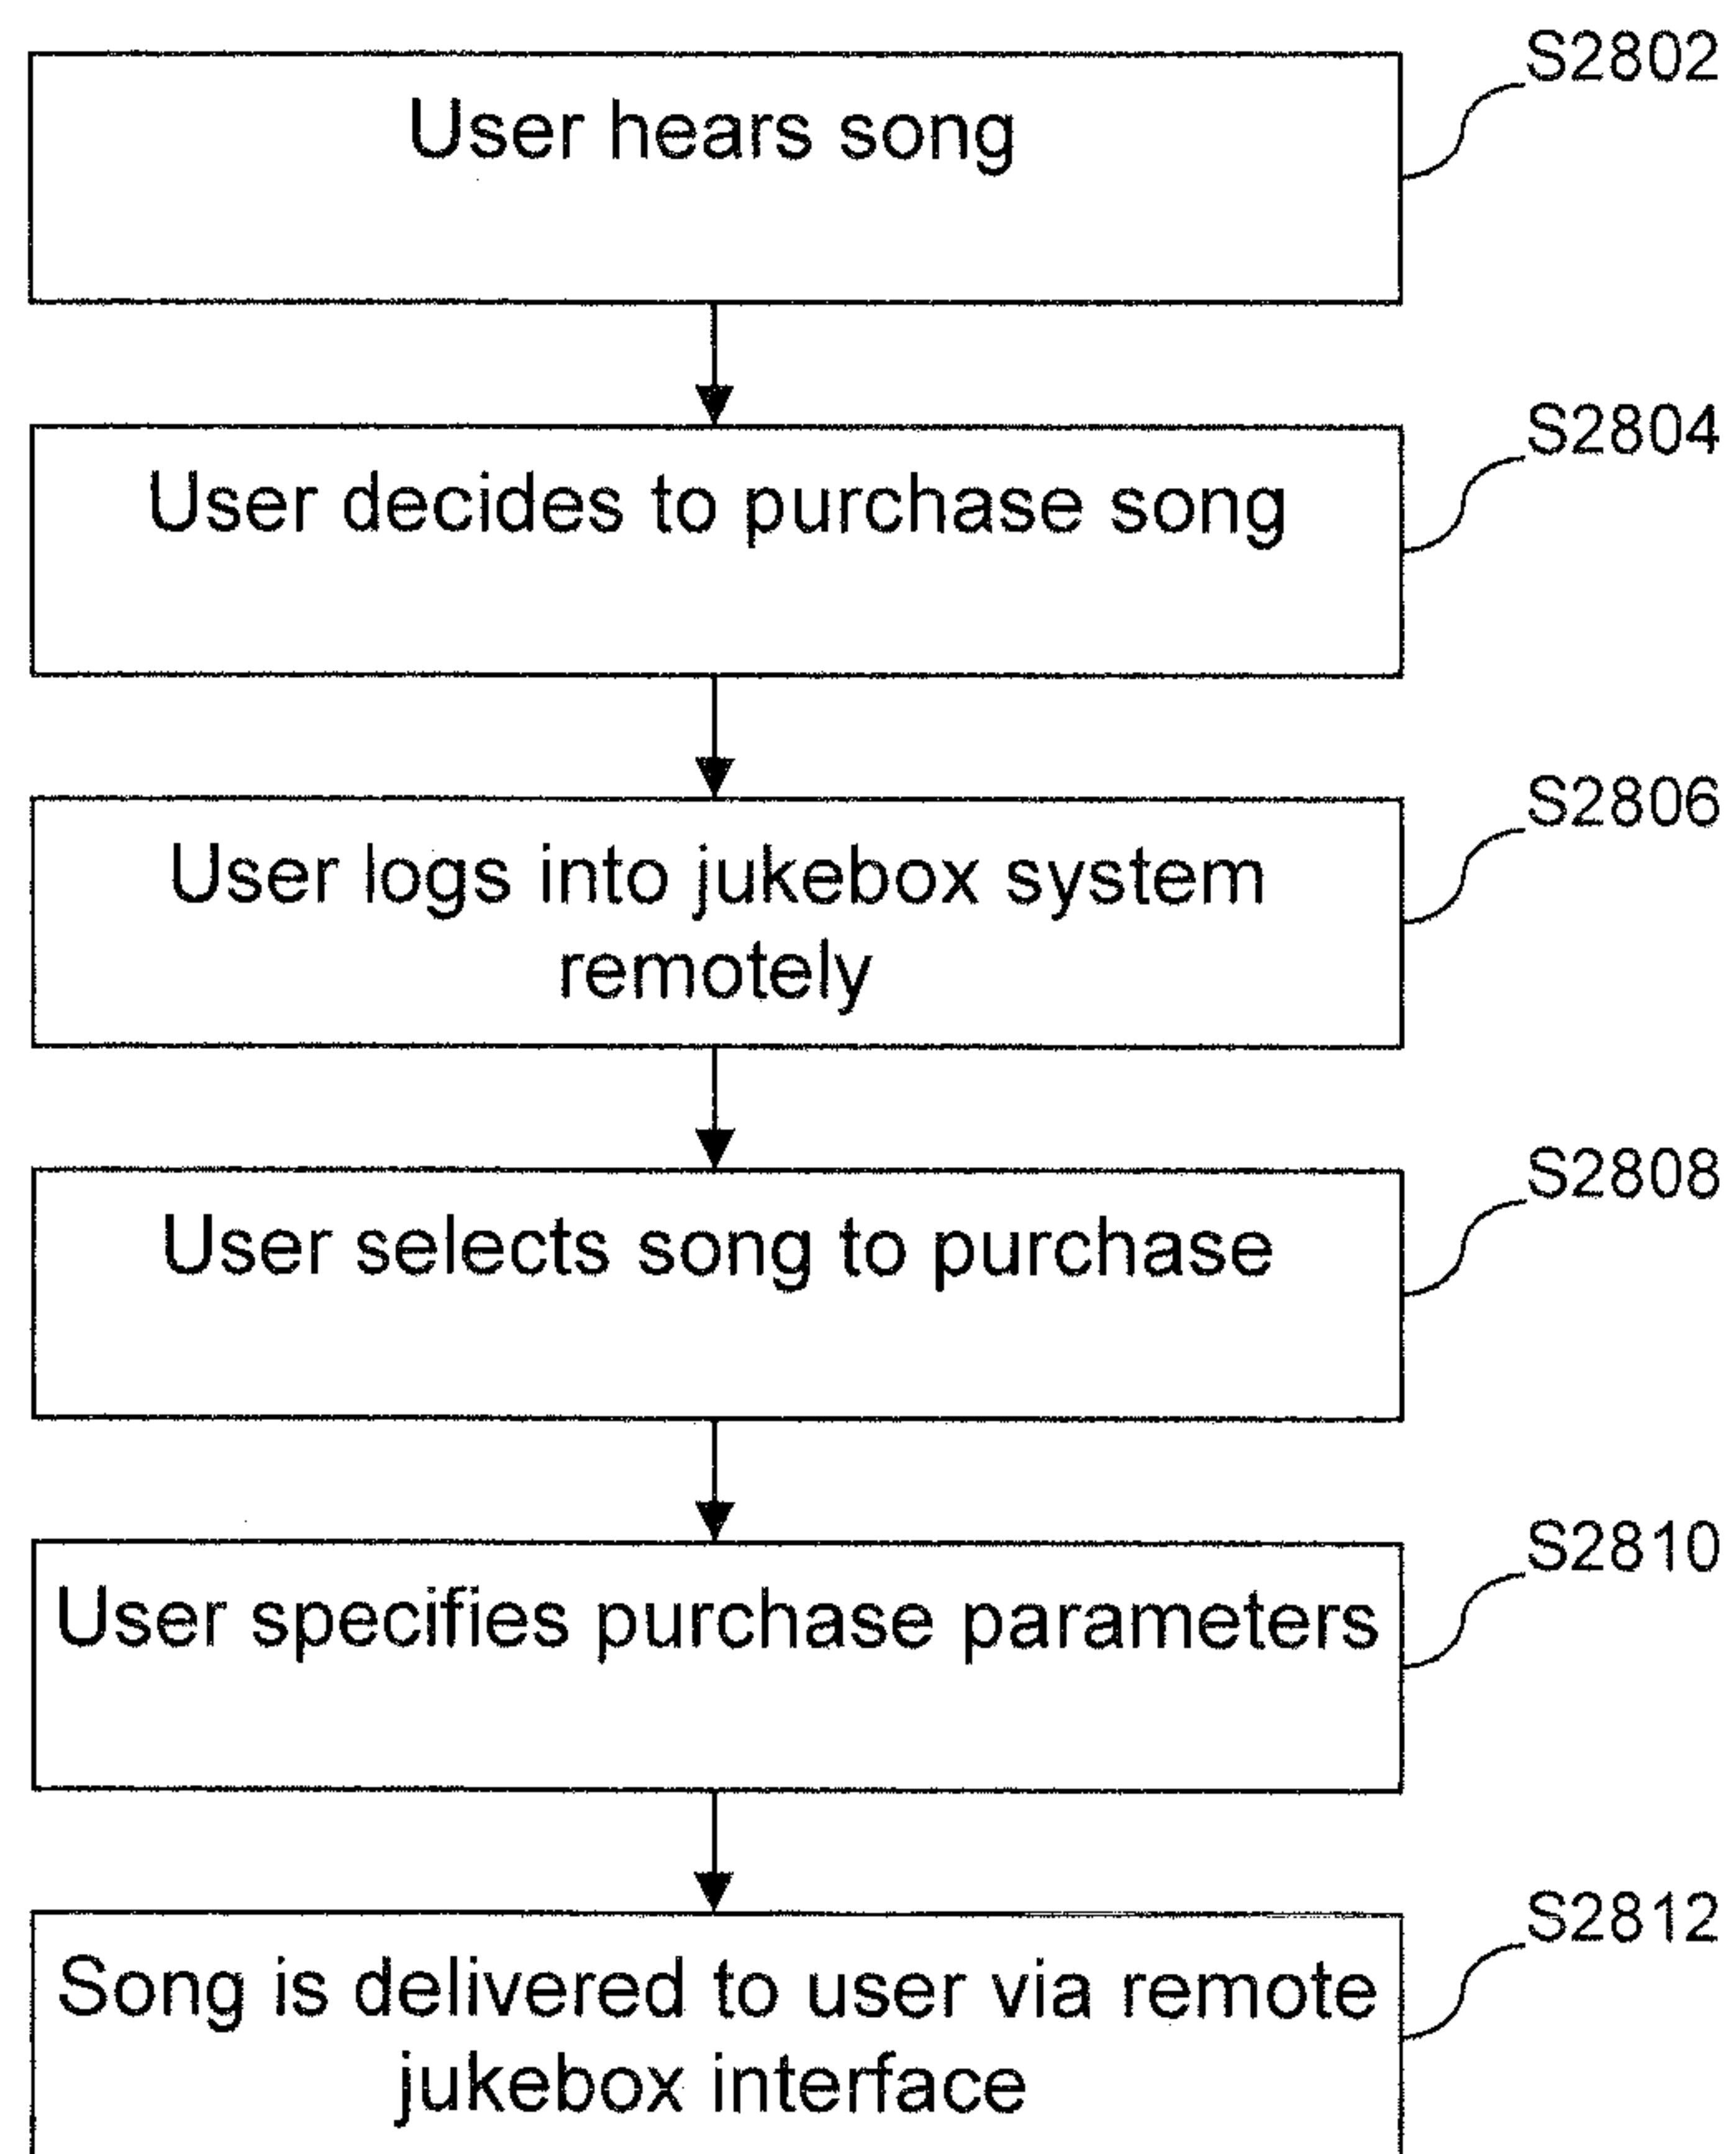 S2802
User hears song
S2804
User decides to purchase song
S2806
User logs into jukebox system
remotely
S2808
User selects song to purchase
S2810
User specifies purchase parameters
S2812
Song is delivered to user via remote
jukebox interface